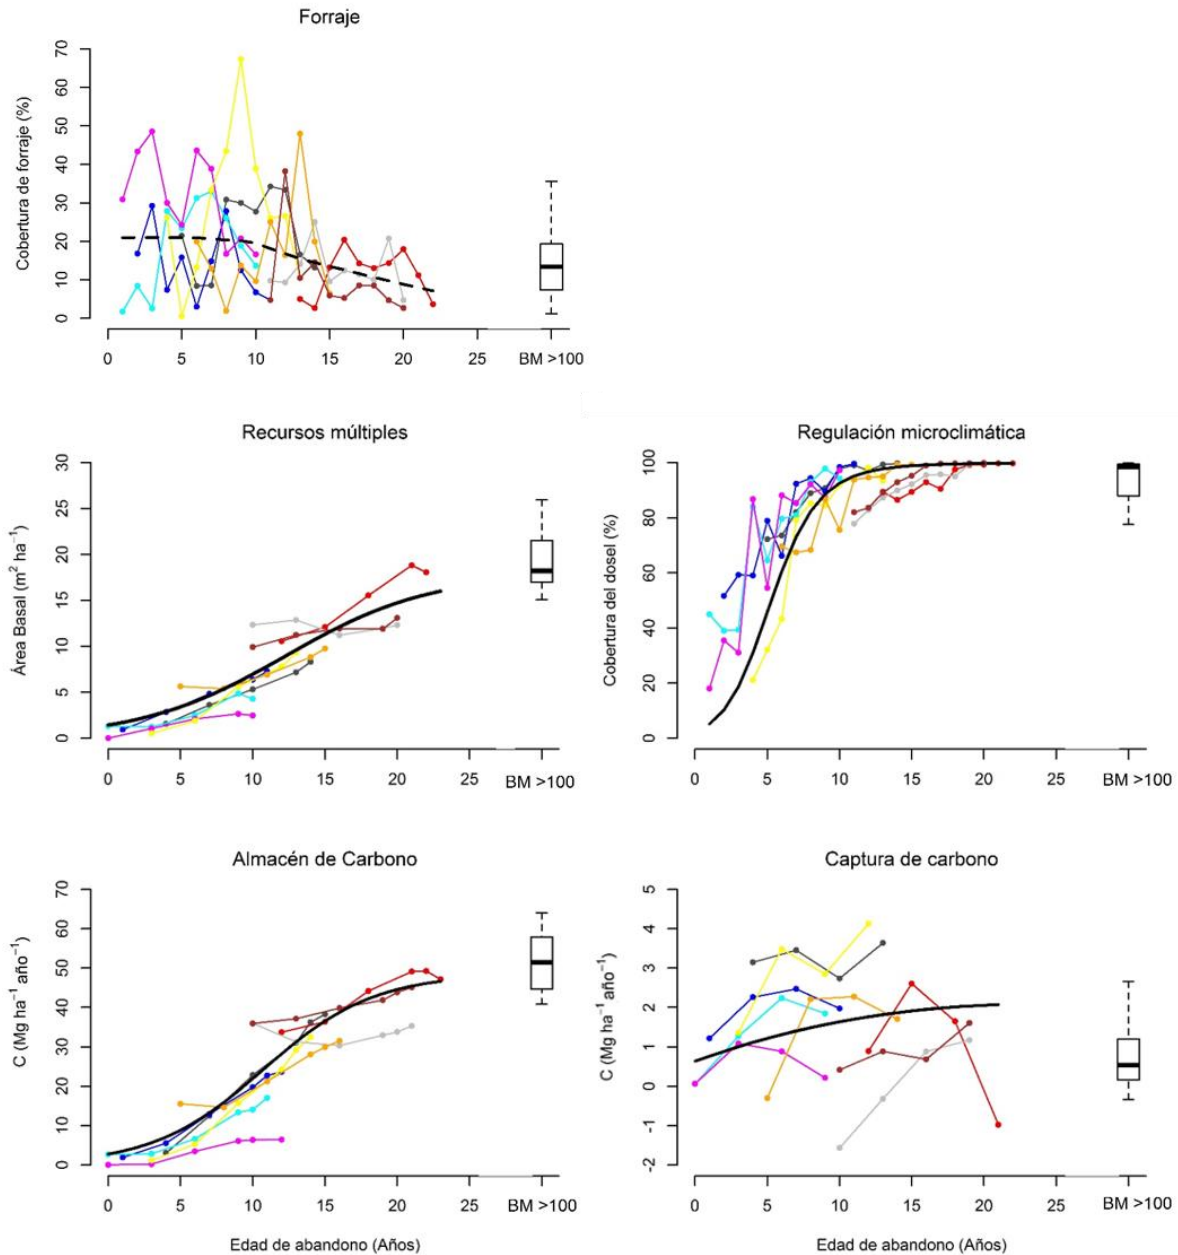 Forraje
Cobertura de forraje (%)
70
60
50
40
30
20
10
0
0 5 10 15 20 25 BM >100
Recursos múltiples
Área Basal (m² ha⁻¹)
30
25
20
15
10
5
0
0 5 10 15 20 25 BM >100
Regulación microclimática
Cobertura del dosel (%)
100
80
60
40
20
0
0 5 10 15 20 25 BM >100
Almacén de Carbono
C (Mg ha⁻¹ año⁻¹)
70
60
50
40
30
20
10
0
0 5 10 15 20 25 BM >100
Edad de abandono (Años)
Captura de carbono
C (Mg ha⁻¹ año⁻¹)
5
4
3
2
1
0
-1
-2
0 5 10 15 20 25 BM >100
Edad de abandono (Años)